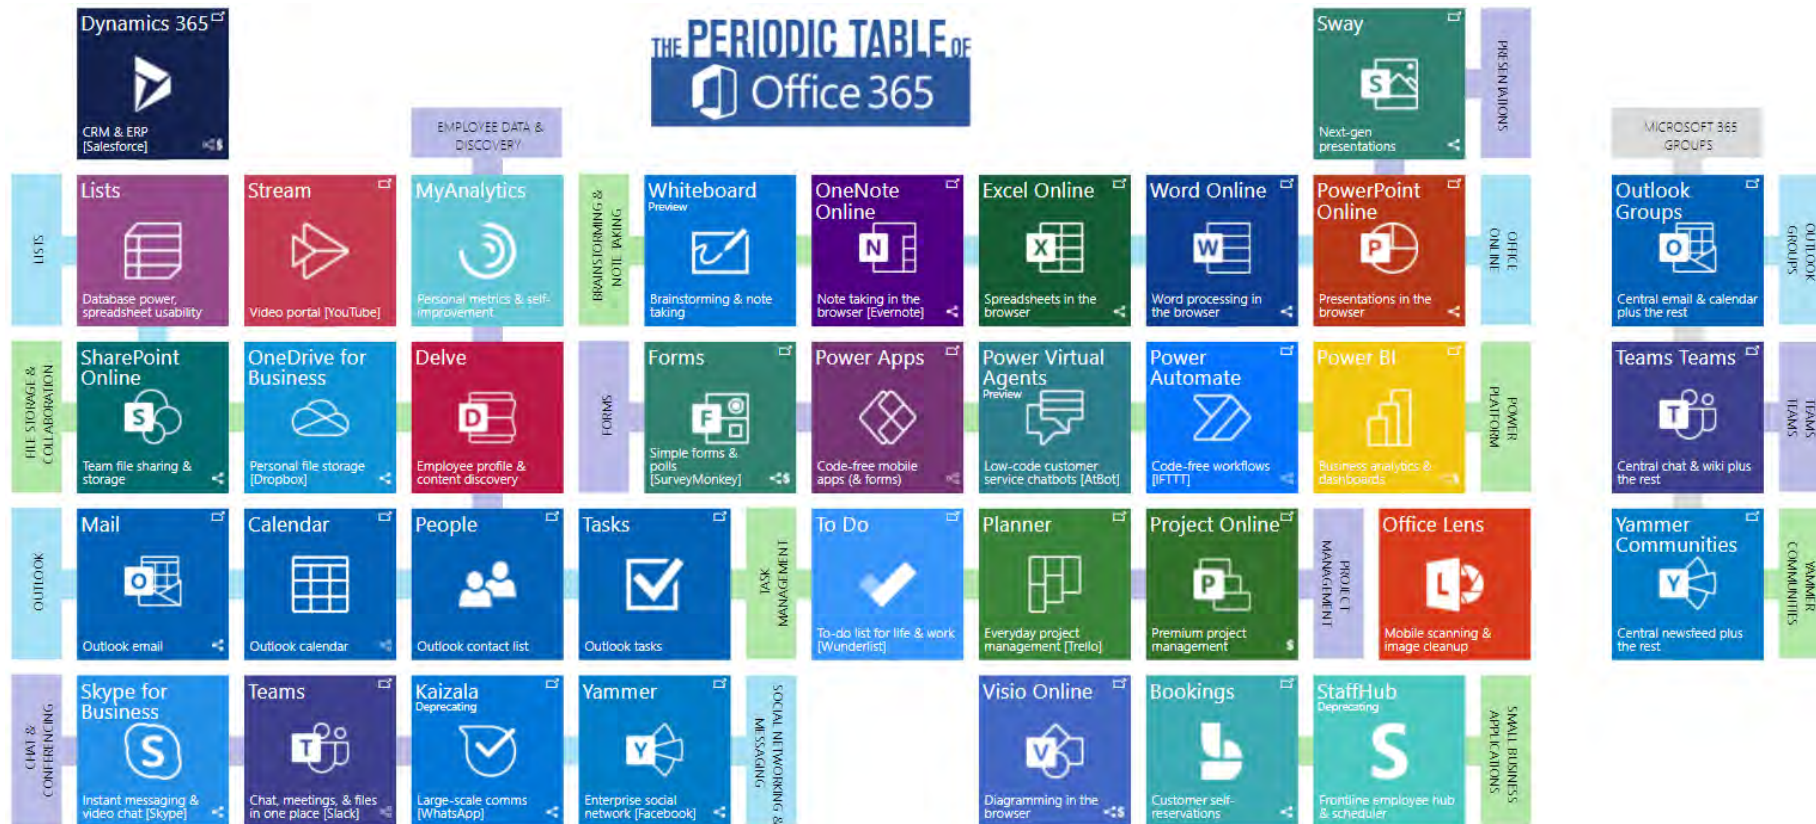 THE PERIODIC TABLE OF
Office 365
Dynamics 365
CRM & ERP
[Salesforce]
Sway
Next-gen
presentations
PRESENTATIONS
EMPLOYEE DATA &
DISCOVERY
MICROSOFT 365
GROUPS
LISTS
Lists
Database power,
spreadsheet usability
Stream
Video portal [YouTube]
MyAnalytics
Personal metrics & self-
improvement
BRAINSTORMING &
NOTE TAKING
Whiteboard
Preview
Brainstorming & note
taking
OneNote
Online
N
Note taking in the
browser [Evernote]
Excel Online
X
Spreadsheets in the
browser
Word Online
W
Word processing in
the browser
PowerPoint
Online
P
Presentations in the
browser
OFFICE
ONLINE
Outlook
Groups
O
Central email & calendar
plus the rest
OUTLOOK
GROUPS
FILE STORAGE &
COLLABORATION
SharePoint
Online
S
Team file sharing &
storage
OneDrive for
Business
Personal file storage
[Dropbox]
Delve
D
Employee profile &
content discovery
FORMS
Forms
F
Simple forms &
polls
[SurveyMonkey]
Power Apps
Code-free mobile
apps (& forms)
Power Virtual
Agents
Preview
Low-code customer
service chatbots [AtBot]
Power
Automate
Code-free workflows
[IFTTT]
Power BI
Business analytics &
dashboards
POWER
PLATFORM
Teams Teams
T
Central chat & wiki plus
the rest
TEAMS
TEAMS
OUTLOOK
Mail
O
Outlook email
Calendar
Outlook calendar
People
Outlook contact list
Tasks
Outlook tasks
TASK
MANAGEMENT
To Do
To-do list for life & work
[Wunderlist]
Planner
Everyday project
management [Trello]
Project Online
P
Premium project
management
PROJECT
MANAGEMENT
Office Lens
L
Mobile scanning &
image cleanup
Yammer
Communities
Y
Central newsfeed plus
the rest
YAMMER
COMMUNITIES
CHAT &
CONFERENCING
Skype for
Business
S
Instant messaging &
video chat [Skype]
Teams
T
Chat, meetings, & files
in one place [Slack]
Kaizala
Deprecating
Large-scale comms
[WhatsApp]
Yammer
Y
Enterprise social
network [Facebook]
SOCIAL NETWORKING &
MESSAGING
Visio Online
V
Diagramming in the
browser
Bookings
Customer self-
reservations
StaffHub
Deprecating
S
Frontline employee hub
& scheduler
SMALL BUSINESS
APPLICATIONS